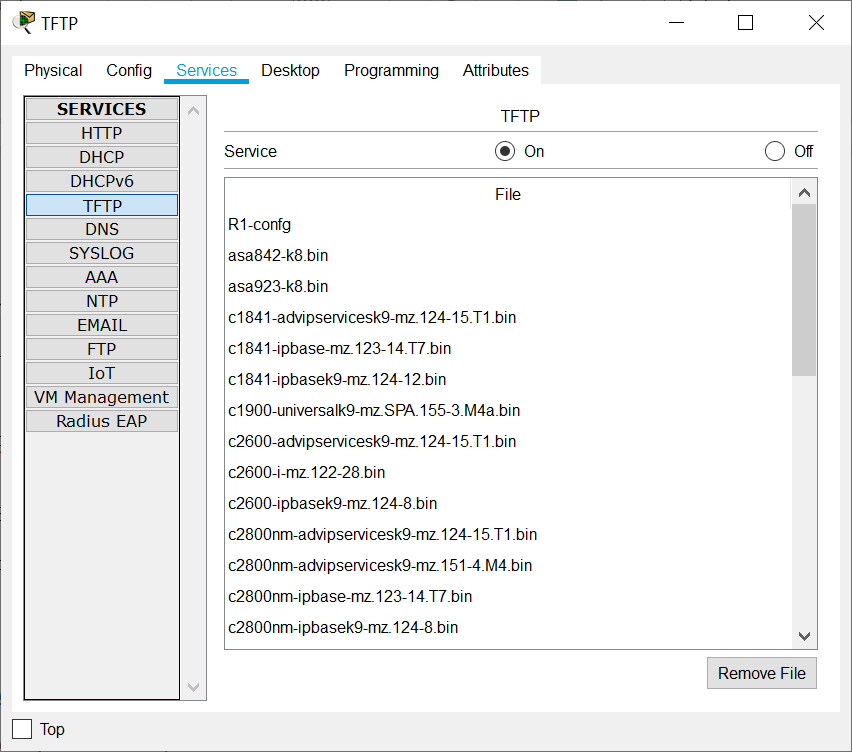 TFTP
Physical Config Services Desktop Programming Attributes
SERVICES
HTTP
DHCP
DHCPv6
TFTP
DNS
SYSLOG
AAA
NTP
EMAIL
FTP
IoT
VM Management
Radius EAP
TFTP
Service On Off
File
R1-confg
asa842-k8.bin
asa923-k8.bin
c1841-advipservicesk9-mz.124-15.T1.bin
c1841-ipbase-mz.123-14.T7.bin
c1841-ipbasek9-mz.124-12.bin
c1900-universalk9-mz.SPA.155-3.M4a.bin
c2600-advipservicesk9-mz.124-15.T1.bin
c2600-i-mz.122-28.bin
c2600-ipbasek9-mz.124-8.bin
c2800nm-advipservicesk9-mz.124-15.T1.bin
c2800nm-advipservicesk9-mz.151-4.M4.bin
c2800nm-ipbase-mz.123-14.T7.bin
c2800nm-ipbasek9-mz.124-8.bin
Remove File
Top